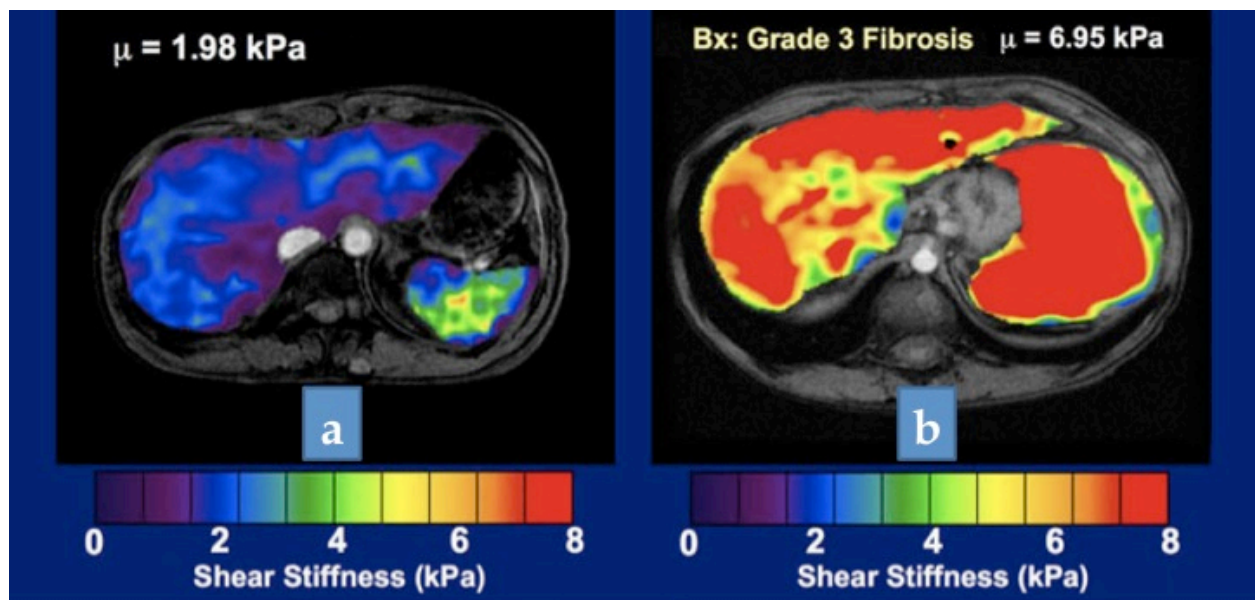 μ = 1.98 kPa
Bx: Grade 3 Fibrosis μ = 6.95 kPa
a
b
0 2 4 6 8
Shear Stiffness (kPa)
0 2 4 6 8
Shear Stiffness (kPa)